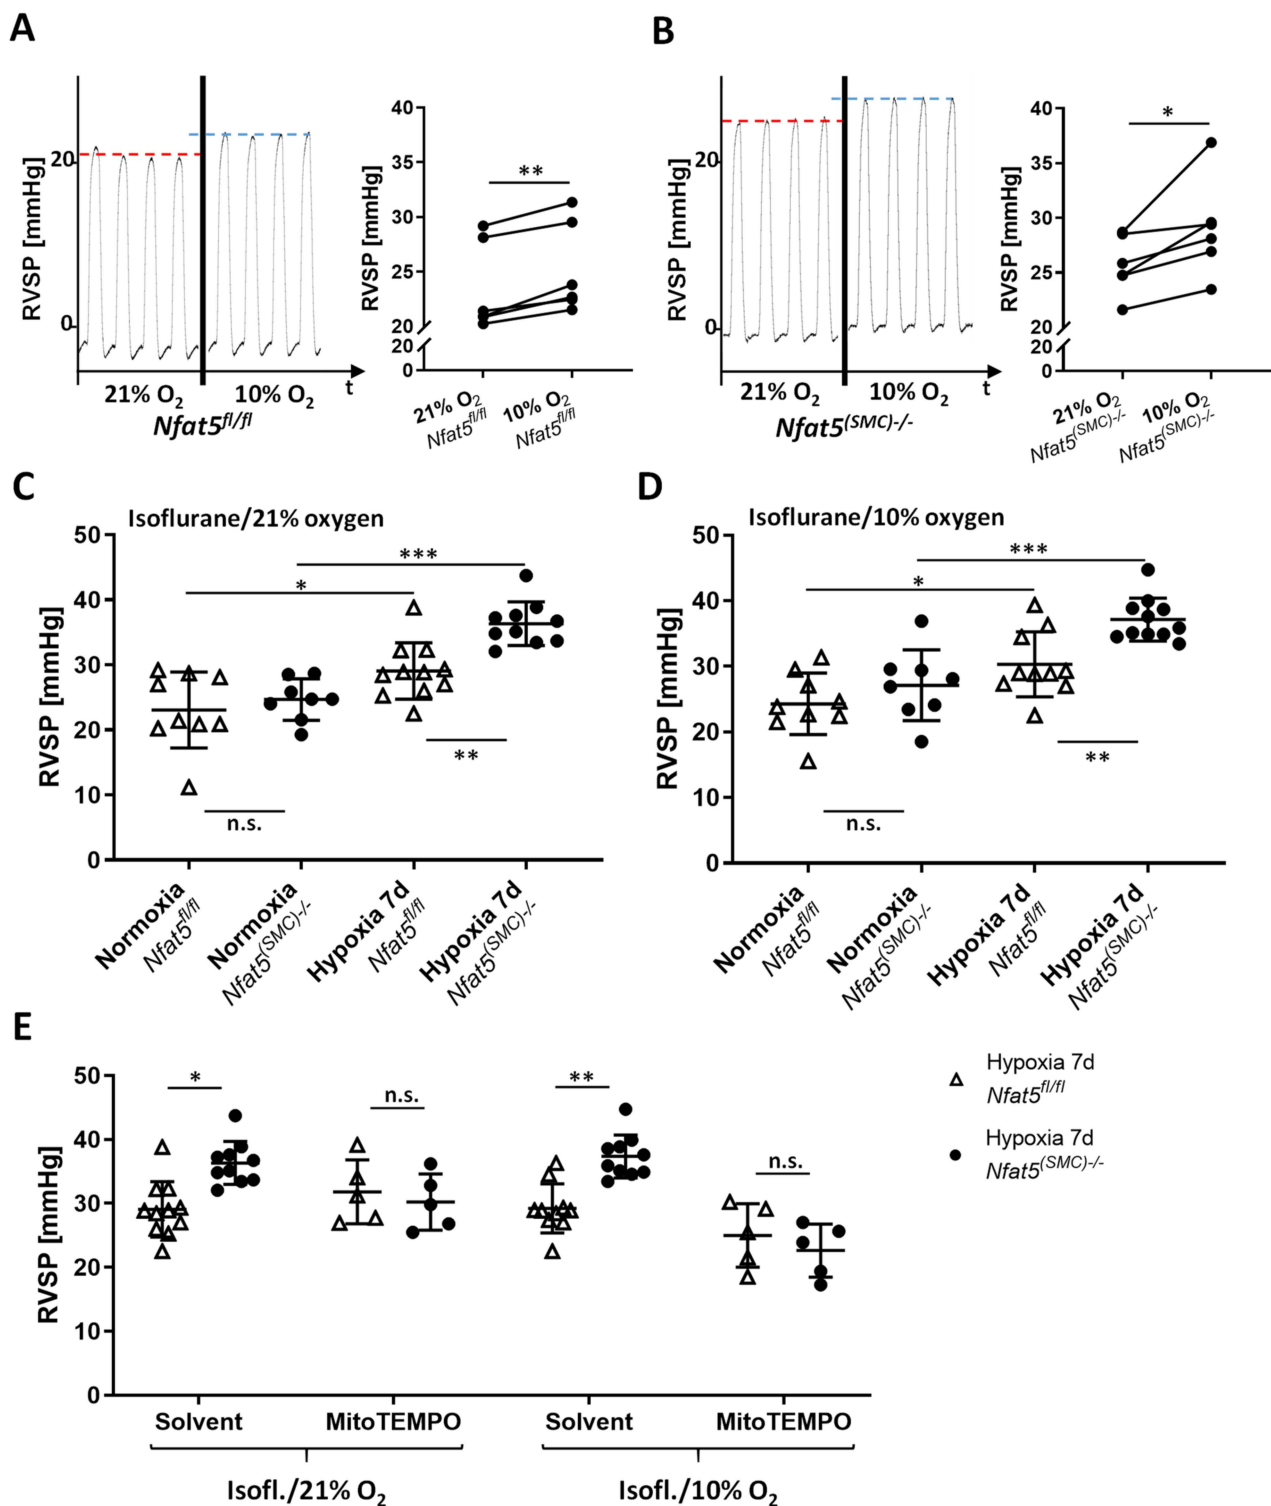 A
RVSP [mmHg]
20
0
21% O2
10% O2
t
Nfat5fl/fl
RVSP [mmHg]
40
35
30
25
20
20
0
**
21% O2
Nfat5fl/fl
10% O2
Nfat5fl/fl
B
RVSP [mmHg]
20
0
21% O2
10% O2
t
Nfat5(SMC)-/-
RVSP [mmHg]
40
35
30
25
20
20
0
*
21% O2
Nfat5(SMC)-/-
10% O2
Nfat5(SMC)-/-
C
Isoflurane/21% oxygen
RVSP [mmHg]
50
40
30
20
10
0
***
*
**
n.s.
Normoxia
Nfat5fl/fl
Normoxia
Nfat5(SMC)-/-
Hypoxia 7d
Nfat5fl/fl
Hypoxia 7d
Nfat5(SMC)-/-
D
Isoflurane/10% oxygen
RVSP [mmHg]
50
40
30
20
10
0
***
*
**
n.s.
Normoxia
Nfat5fl/fl
Normoxia
Nfat5(SMC)-/-
Hypoxia 7d
Nfat5fl/fl
Hypoxia 7d
Nfat5(SMC)-/-
E
RVSP [mmHg]
50
40
30
20
10
0
*
n.s.
**
n.s.
Solvent
MitoTEMPO
Solvent
MitoTEMPO
Isofl./21% O2
Isofl./10% O2
Hypoxia 7d
Nfat5fl/fl
Hypoxia 7d
Nfat5(SMC)-/-